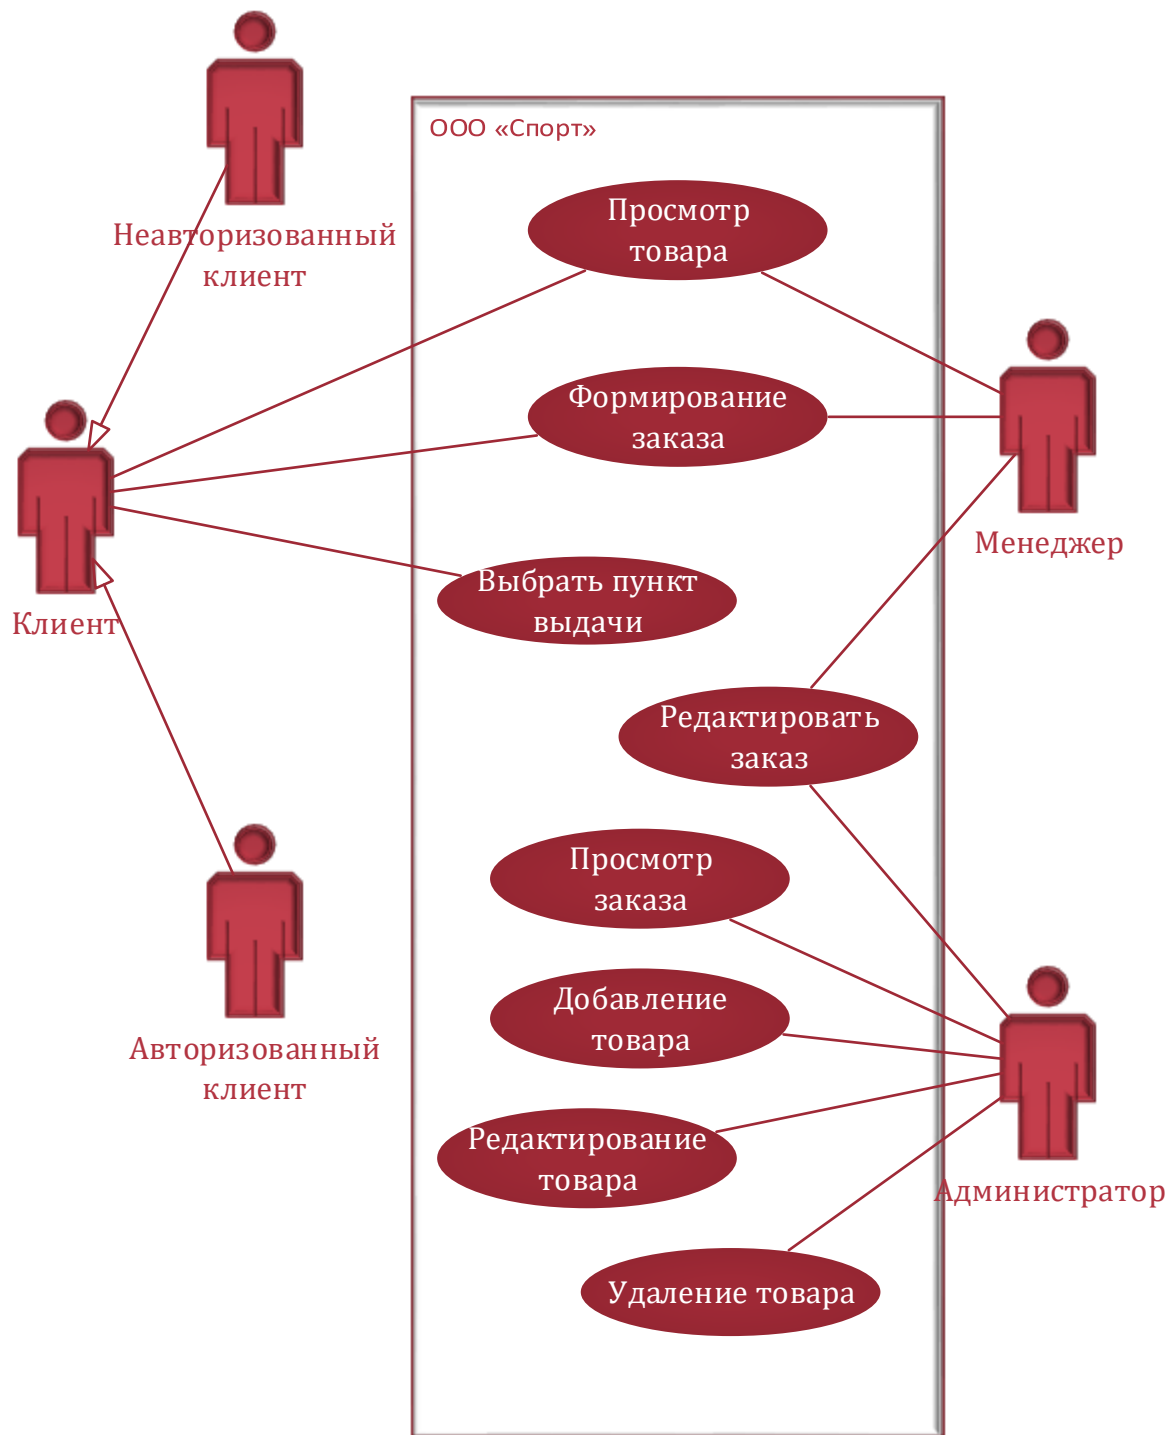 ООО «Спорт»
Просмотр
товара
Неавторизованный
клиент
Формирование
заказа
Менеджер
Выбрать пункт
выдачи
Клиент
Редактировать
заказ
Просмотр
заказа
Добавление
товара
Авторизованный
клиент
Редактирование
товара
Администратор
Удаление товара